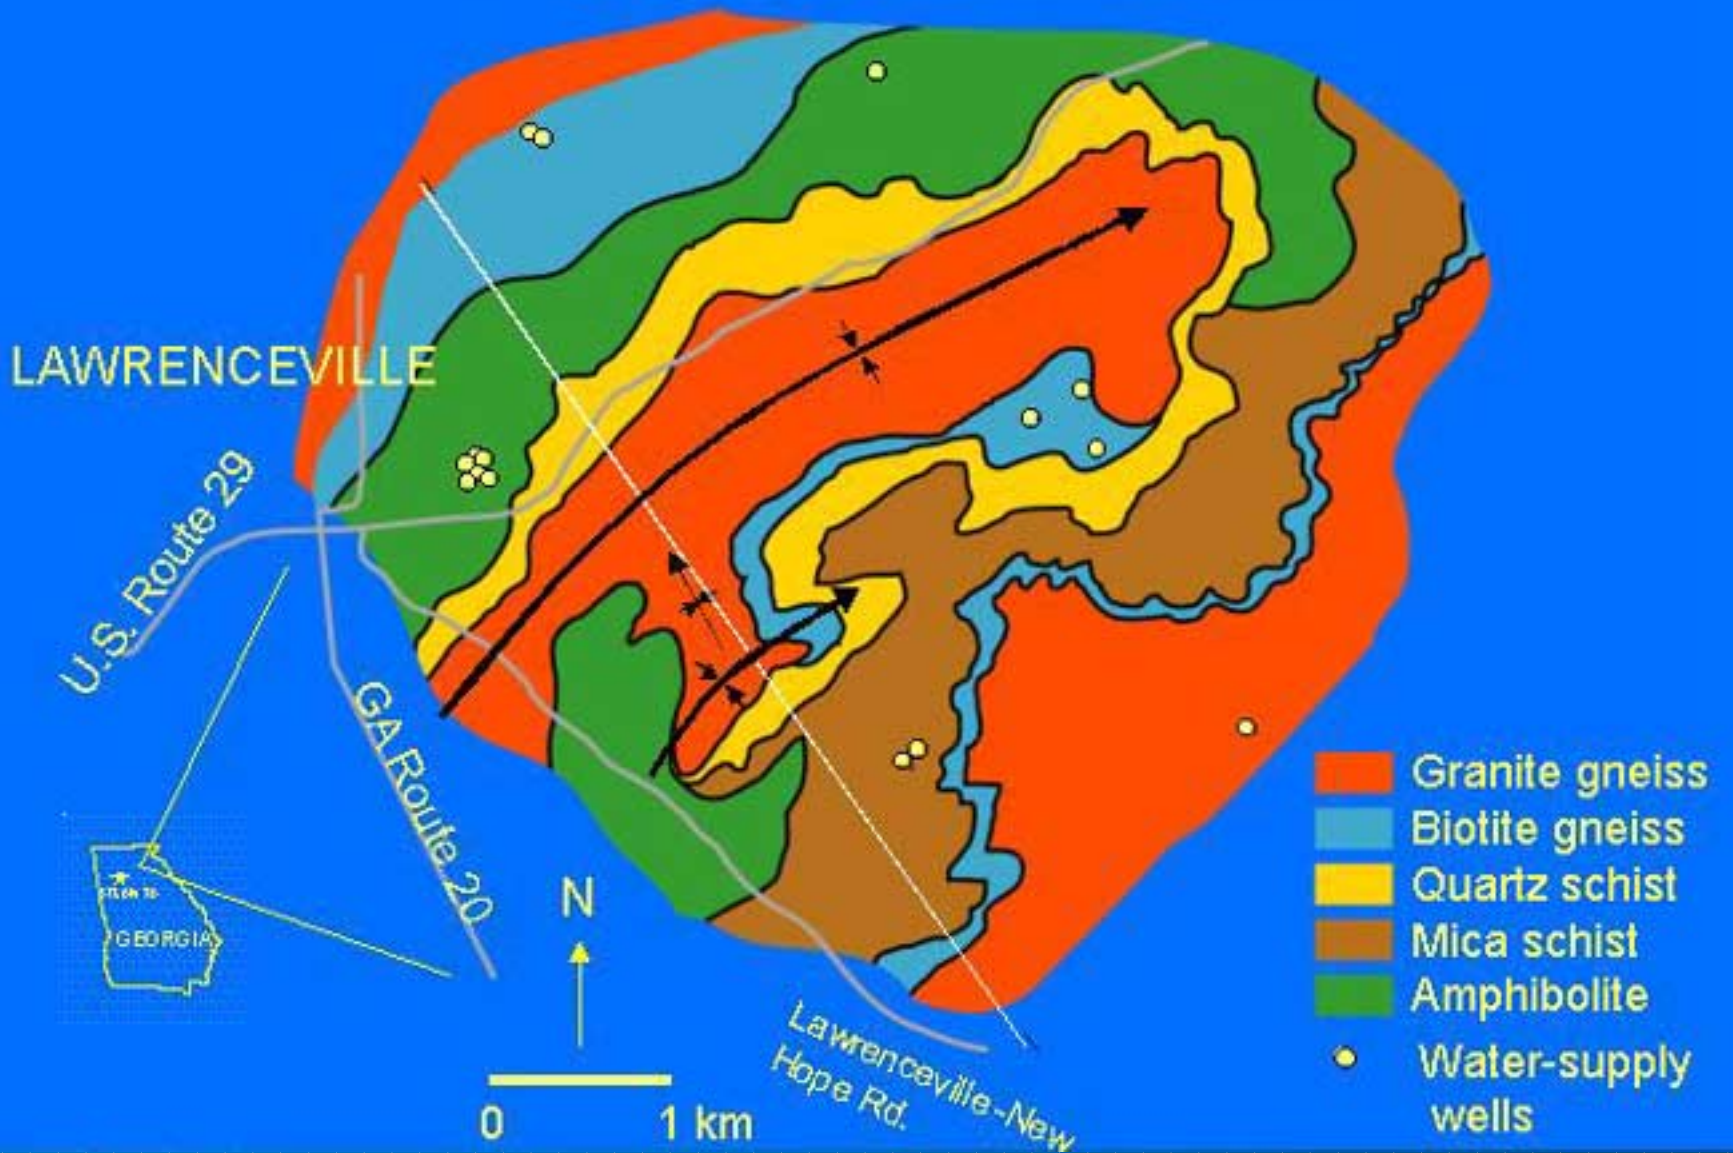 LAWRENCEVILLE
U.S. Route 29
GA Route 20
GEORGIA
N
0 1 km
Lawrenceville-New
Hope Rd.
Granite gneiss
Biotite gneiss
Quartz schist
Mica schist
Amphibolite
Water-supply
wells